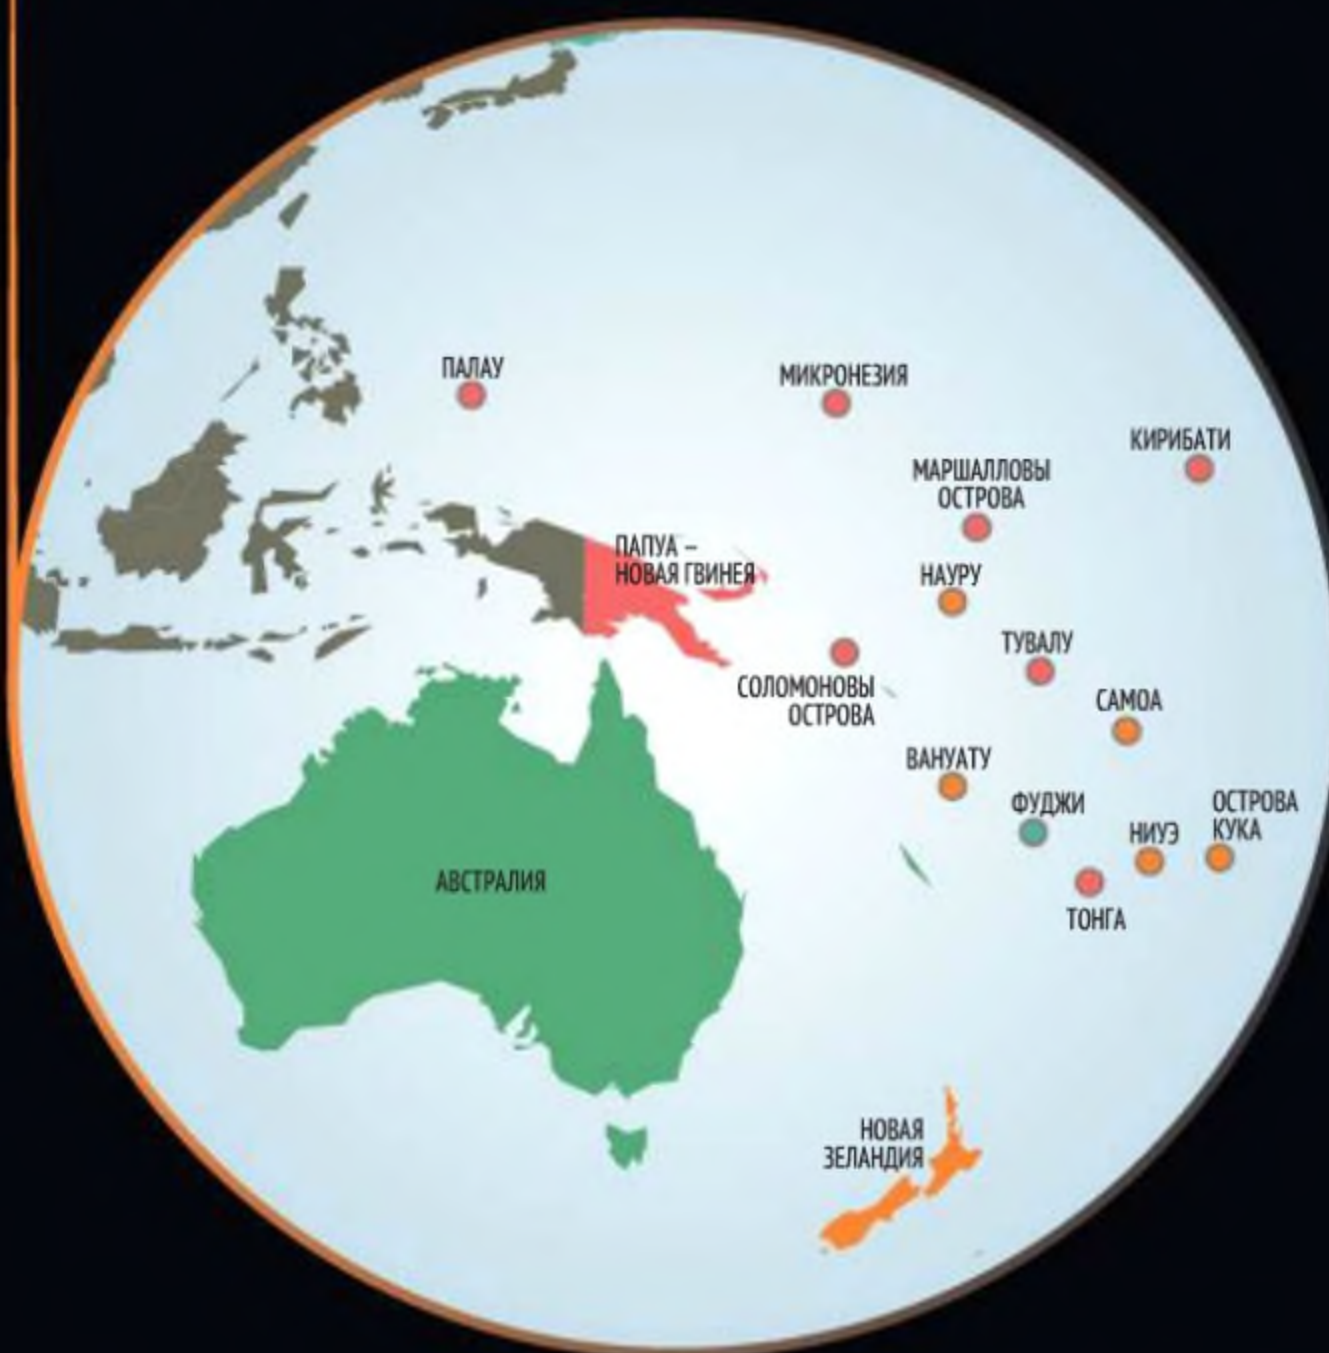 ПАЛАУ
МИКРОНЕЗИЯ
КИРИБАТИ
МАРШАЛЛОВЫ
ОСТРОВА
ПАПУА –
НОВАЯ ГВИНЕЯ
НАУРУ
ТУВАЛУ
СОЛОМОНОВЫ
ОСТРОВА
САМОА
ВАНУАТУ
ФУДЖИ
НИУЭ
ОСТРОВА
КУКА
АВСТРАЛИЯ
ТОНГА
НОВАЯ
ЗЕЛАНДИЯ